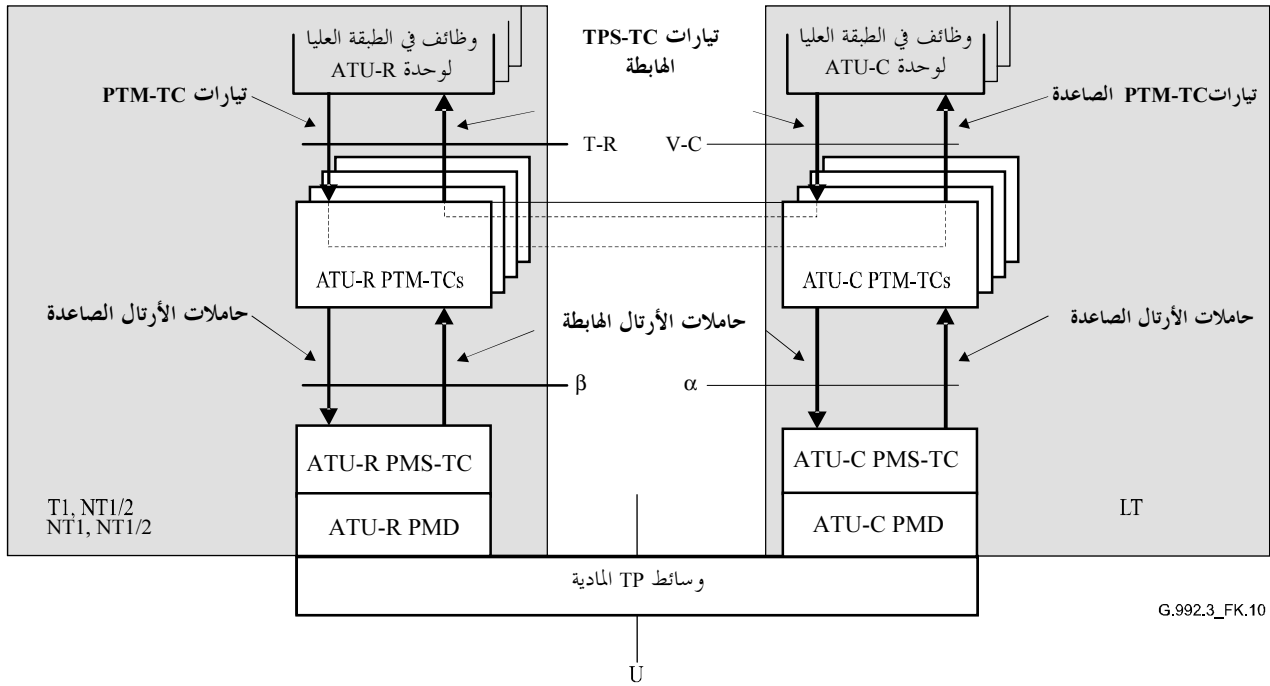 وظائف في الطبقة العليا
لوحدة ATU-R
تيارات TPS-TC
الهابطة
وظائف في الطبقة العليا
لوحدة ATU-C
تيارات PTM-TC
تياراتPTM-TC الصاعدة
T-R
V-C
ATU-R PTM-TCs
ATU-C PTM-TCs
حاملات الأرتال الصاعدة
حاملات الأرتال الهابطة
حاملات الأرتال الصاعدة
β
α
ATU-R PMS-TC
ATU-C PMS-TC
T1, NT1/2
NT1, NT1/2
ATU-R PMD
ATU-C PMD
LT
وسائط TP المادية
G.992.3_FK.10
U